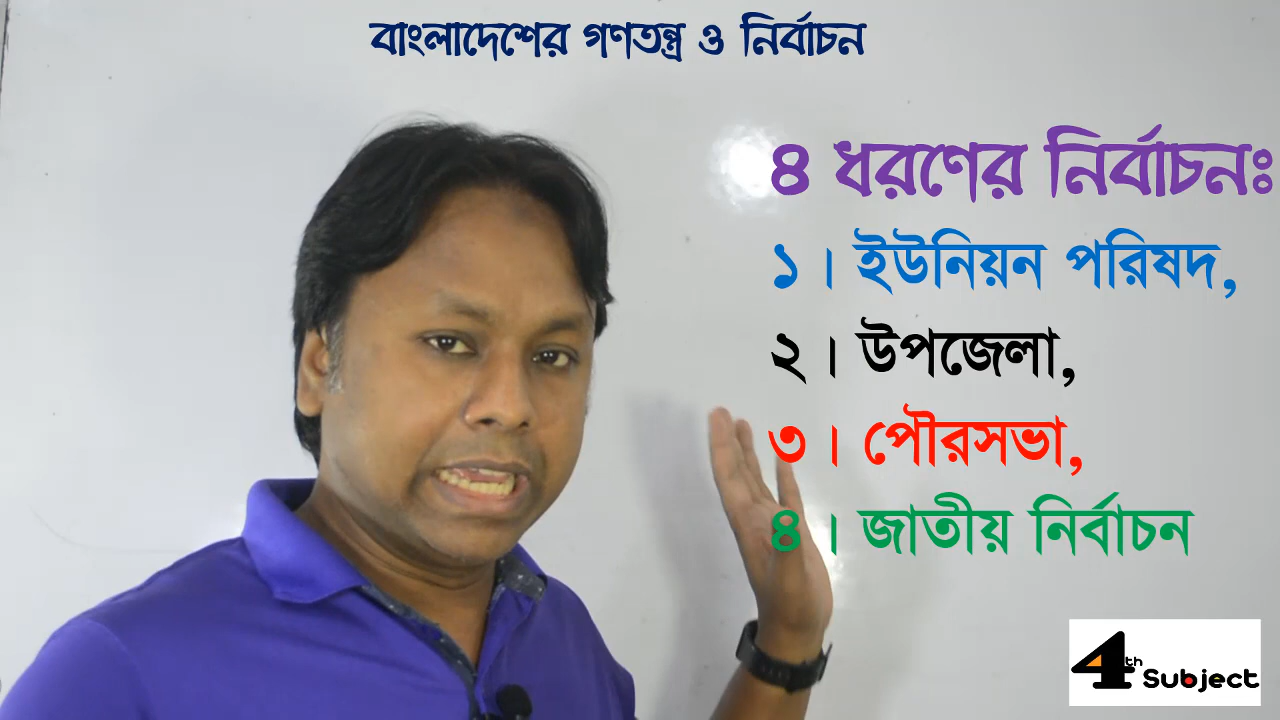 বাংলাদেশের গণতন্ত্র ও নির্বাচন
৪ ধরণের নির্বাচনঃ
১। ইউনিয়ন পরিষদ,
২। উপজেলা,
৩। পৌরসভা,
৪। জাতীয় নির্বাচন
4th Subject